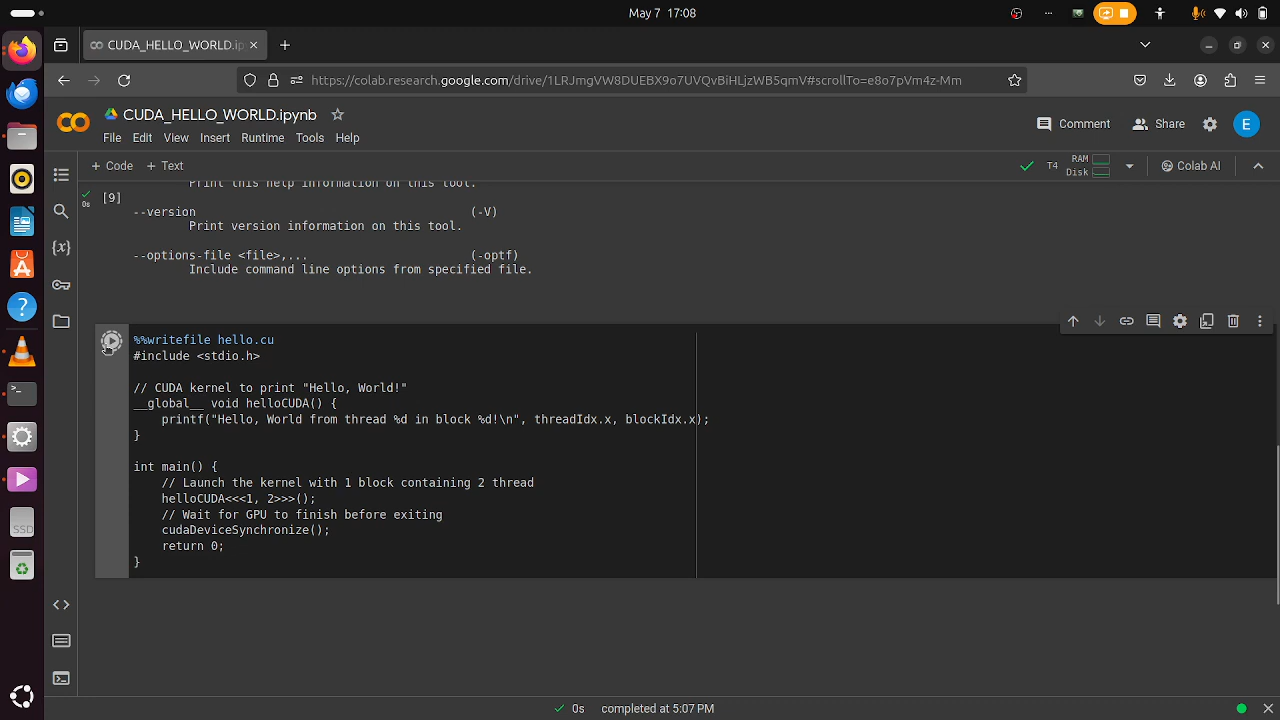 May 7 17:08
CUDA_HELLO_WORLD.ip
https://colab.research.google.com/drive/1LRJmgVW8DUEBX9o7UVQvBiHLjzWB5qmV#scrollTo=e8o7pVm4z-Mm
CUDA_HELLO_WORLD.ipynb
File Edit View Insert Runtime Tools Help
Comment Share E
+ Code + Text
T4 RAM Disk Colab AI
Print this help information on this tool.
0s [9]
--version (-V)
Print version information on this tool.
--options-file <file>,... (-optf)
Include command line options from specified file.
%%writefile hello.cu
#include <stdio.h>
// CUDA kernel to print "Hello, World!"
__global__ void helloCUDA() {
printf("Hello, World from thread %d in block %d!\n", threadIdx.x, blockIdx.x);
}
int main() {
// Launch the kernel with 1 block containing 2 thread
helloCUDA<<<1, 2>>>();
// Wait for GPU to finish before exiting
cudaDeviceSynchronize();
return 0;
}
SSD
0s completed at 5:07 PM